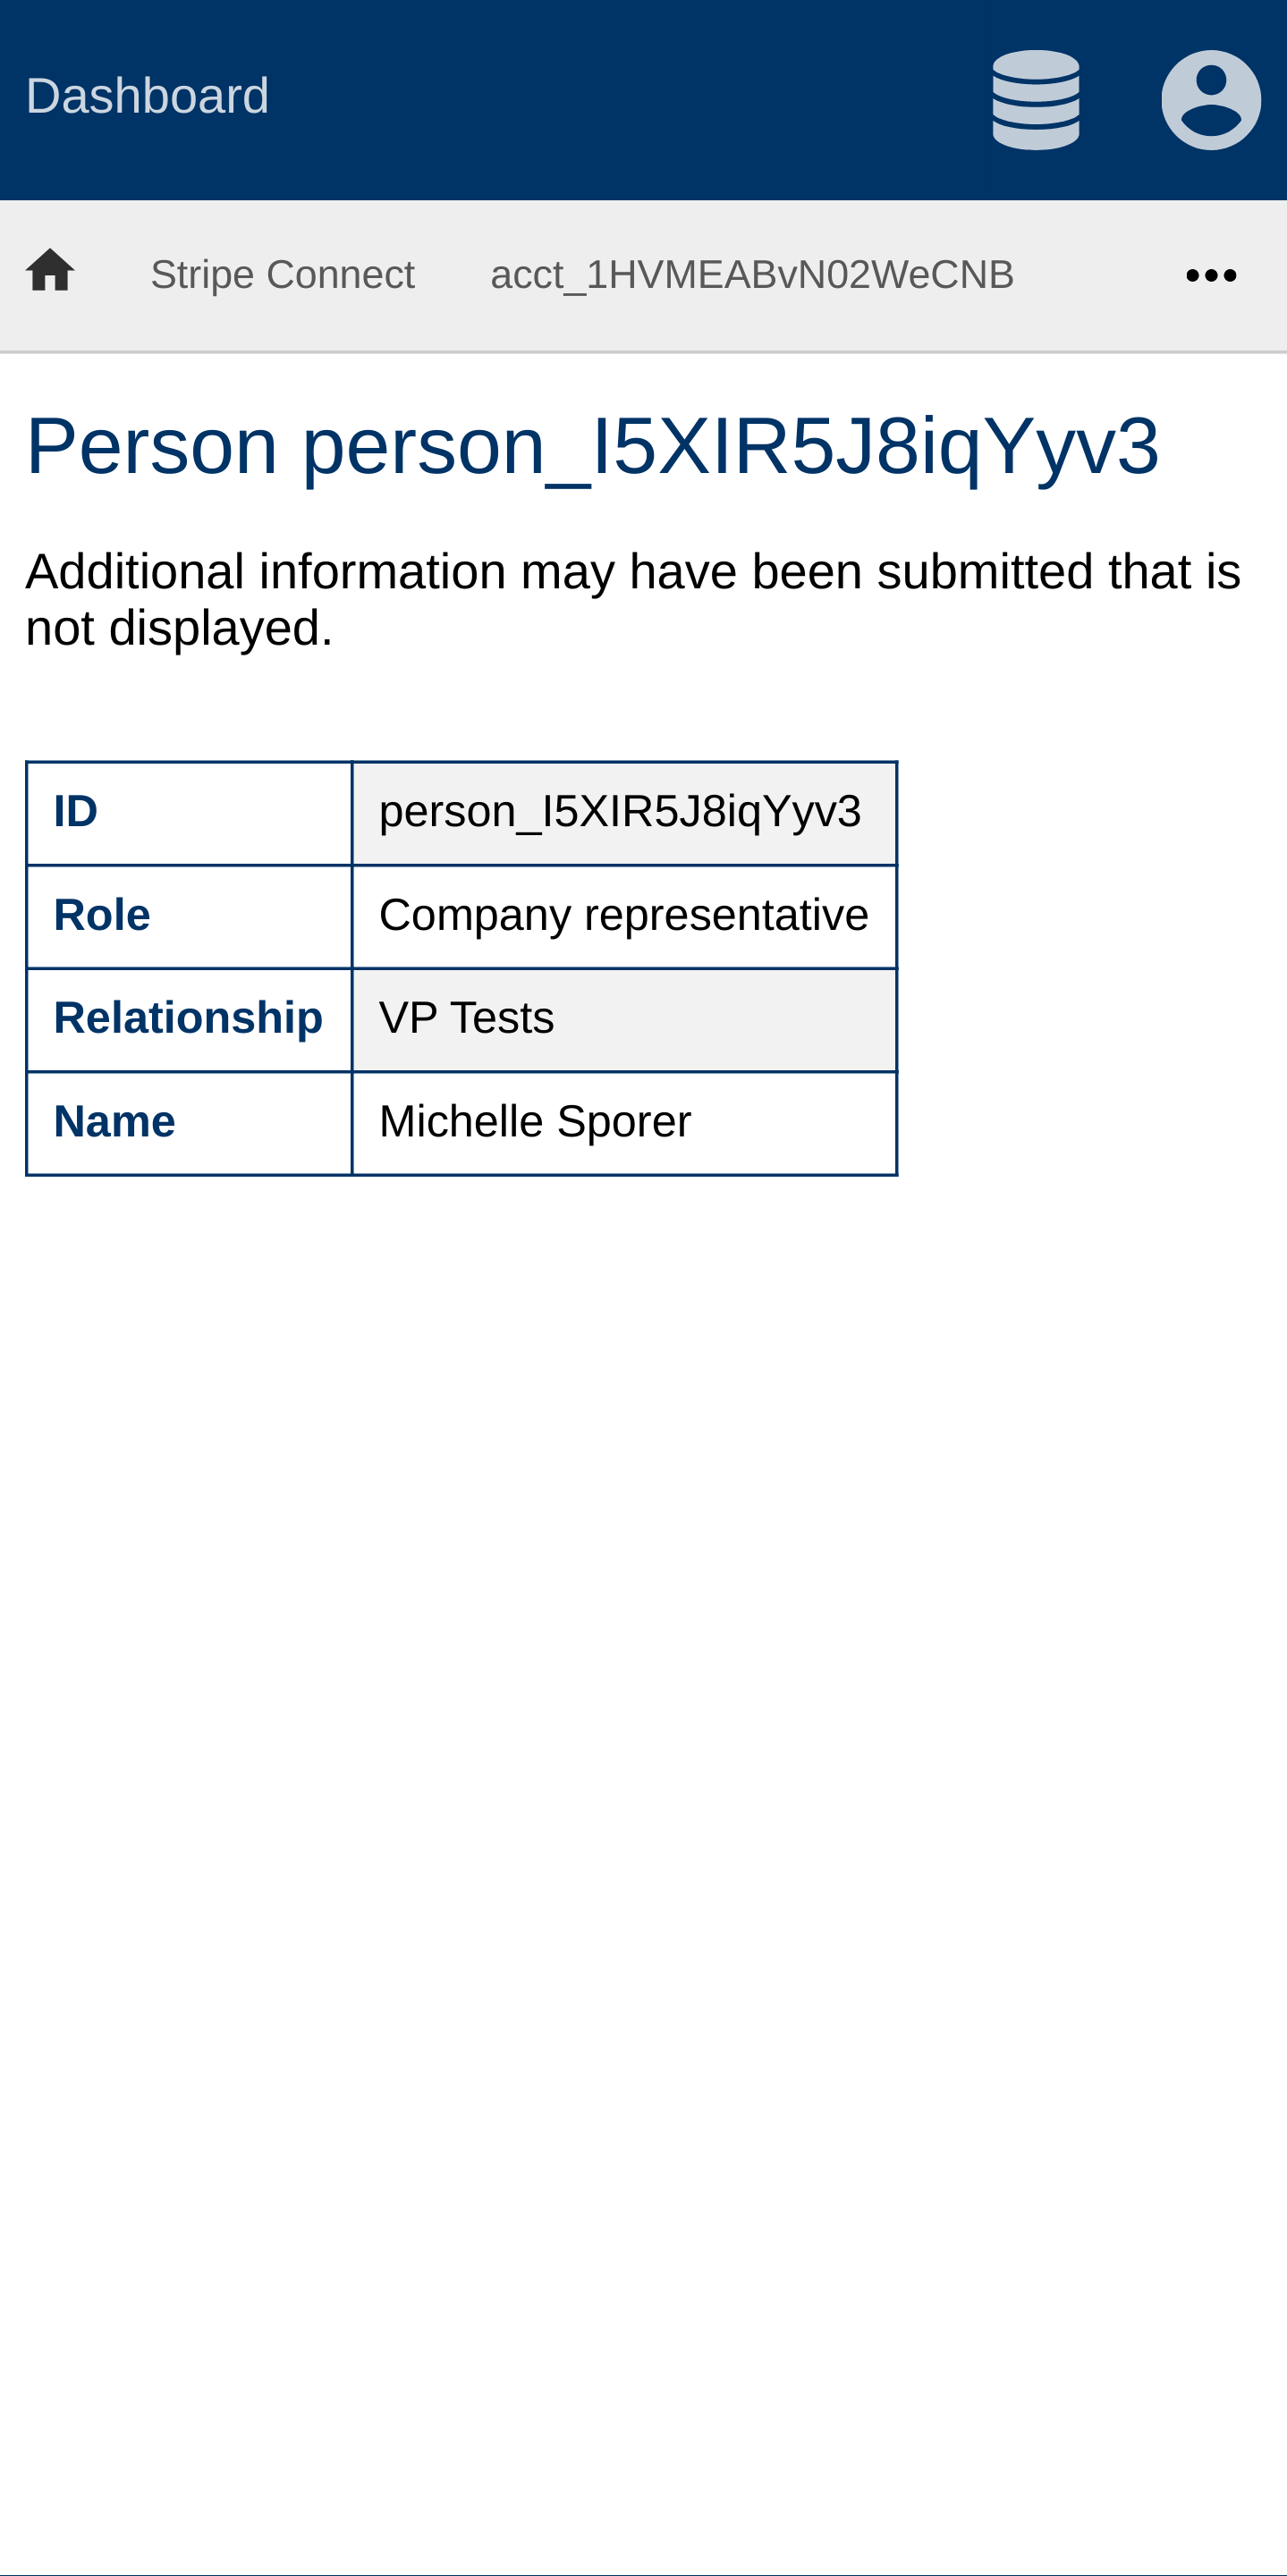 Dashboard
Stripe Connect acct_1HVMEABvN02WeCNB
Person person_I5XIR5J8iqYyv3
Additional information may have been submitted that is
not displayed.
ID person_I5XIR5J8iqYyv3
Role Company representative
Relationship VP Tests
Name Michelle Sporer